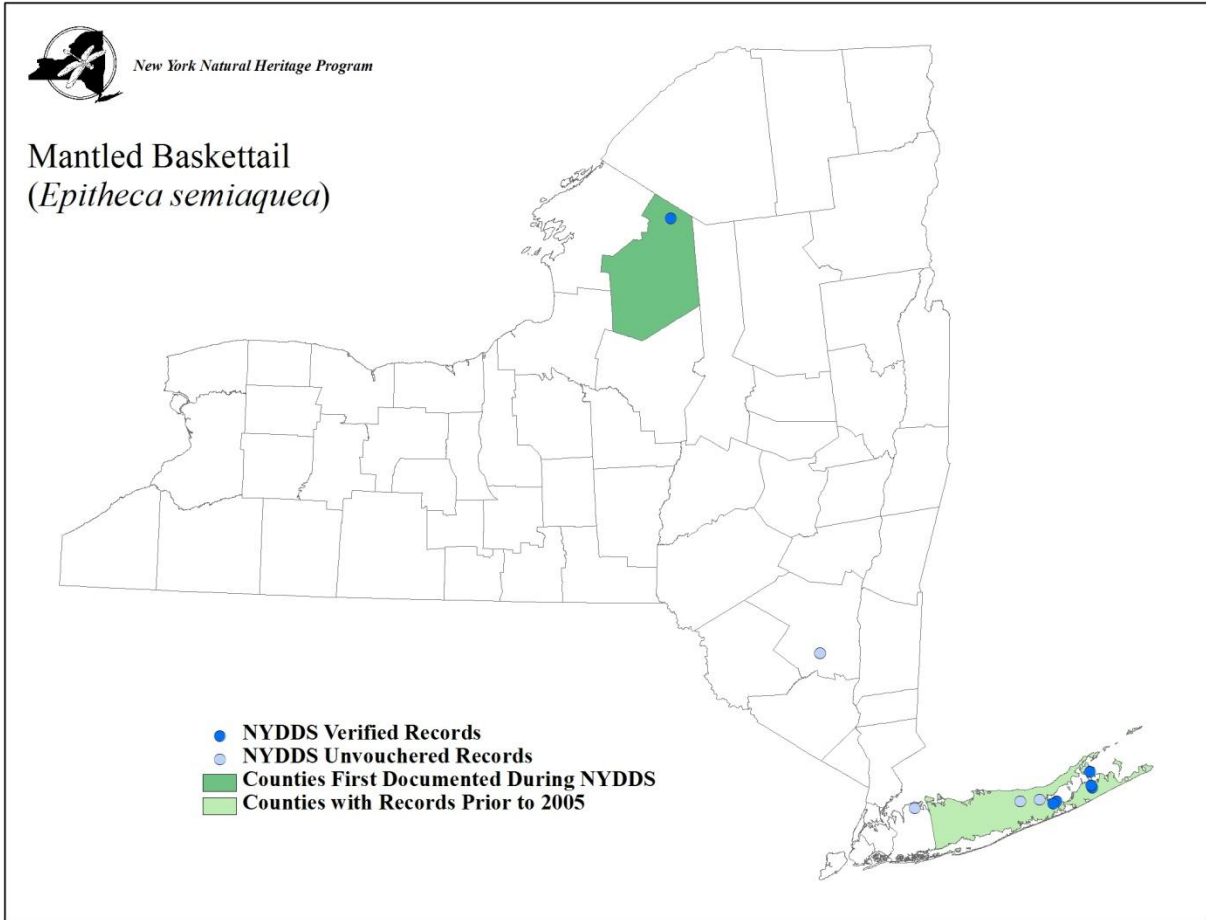 New York Natural Heritage Program
Mantled Baskettail
(Epitheca semiaquea)
NYDDS Verified Records
NYDDS Unvouchered Records
Counties First Documented During NYDDS
Counties with Records Prior to 2005